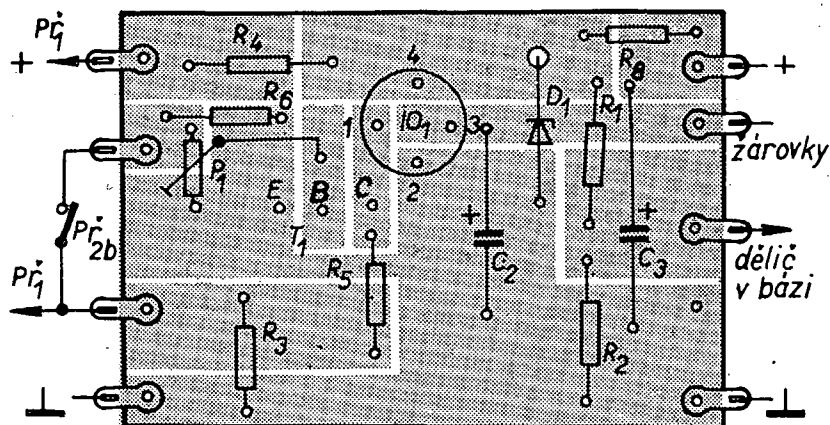 Př1
+
R4
4
R8
+
R6
D1
R1
1
IO1
3
žárovky
P1
2
E
B
C
T1
+
C2
+
C3
Př2b
R5
dělič
v bázi
Př1
R3
R2